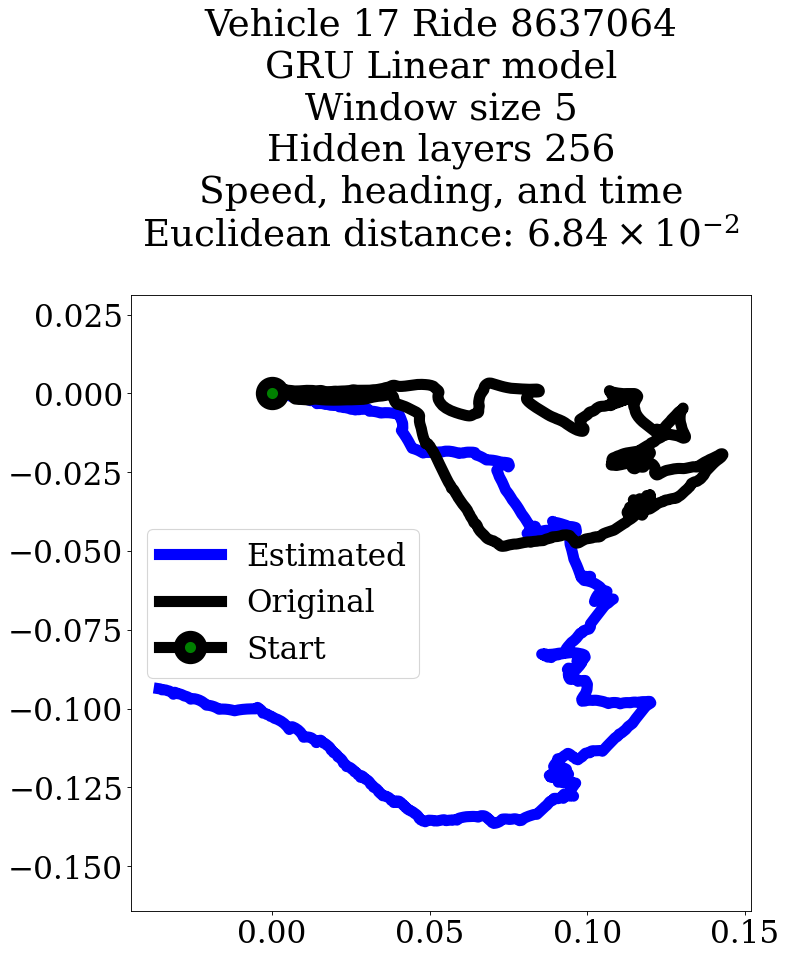 Vehicle 17 Ride 8637064
GRU Linear model
Window size 5
Hidden layers 256
Speed, heading, and time
Euclidean distance: 6.84 × 10⁻²
0.025
0.000
−0.025
−0.050
−0.075
−0.100
−0.125
−0.150
Estimated
Original
Start
0.00
0.05
0.10
0.15